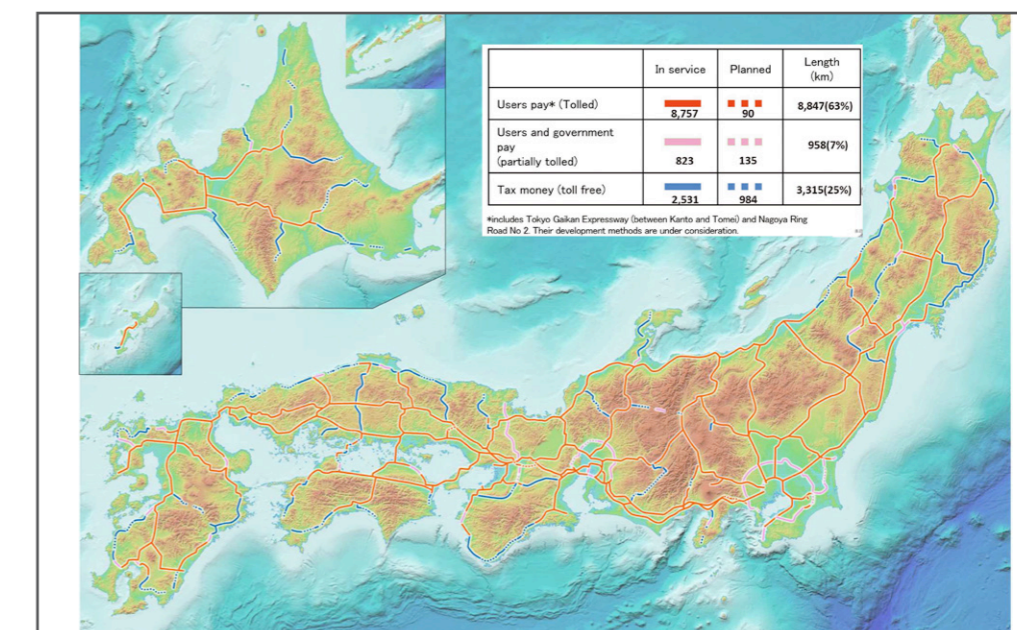 In service Planned Length
(km)
Users pay* (Tolled) 8,757 90 8,847(63%)
Users and government
pay
(partially tolled) 823 135 958(7%)
Tax money (toll free) 2,531 984 3,315(25%)
*includes Tokyo Gaikan Expressway (between Kanto and Tomei) and Nagoya Ring
Road No 2. Their development methods are under consideration.